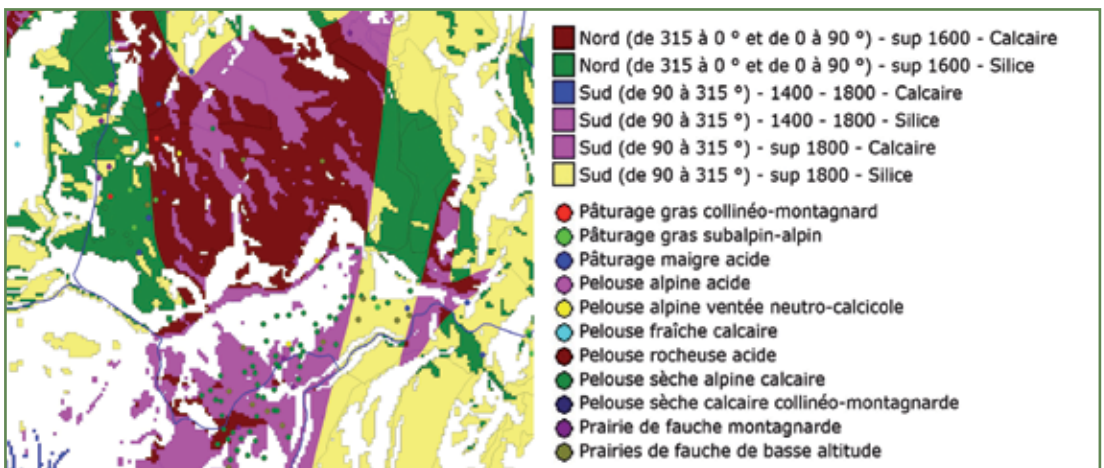 Nord (de 315 à 0 ° et de 0 à 90 °) - sup 1600 - Calcaire
Nord (de 315 à 0 ° et de 0 à 90 °) - sup 1600 - Silice
Sud (de 90 à 315 °) - 1400 - 1800 - Calcaire
Sud (de 90 à 315 °) - 1400 - 1800 - Silice
Sud (de 90 à 315 °) - sup 1800 - Calcaire
Sud (de 90 à 315 °) - sup 1800 - Silice
Pâturage gras collinéo-montagnard
Pâturage gras subalpin-alpin
Pâturage maigre acide
Pelouse alpine acide
Pelouse alpine ventée neutro-calcicole
Pelouse fraîche calcaire
Pelouse rocheuse acide
Pelouse sèche alpine calcaire
Pelouse sèche calcaire collinéo-montagnarde
Prairie de fauche montagnarde
Prairies de fauche de basse altitude